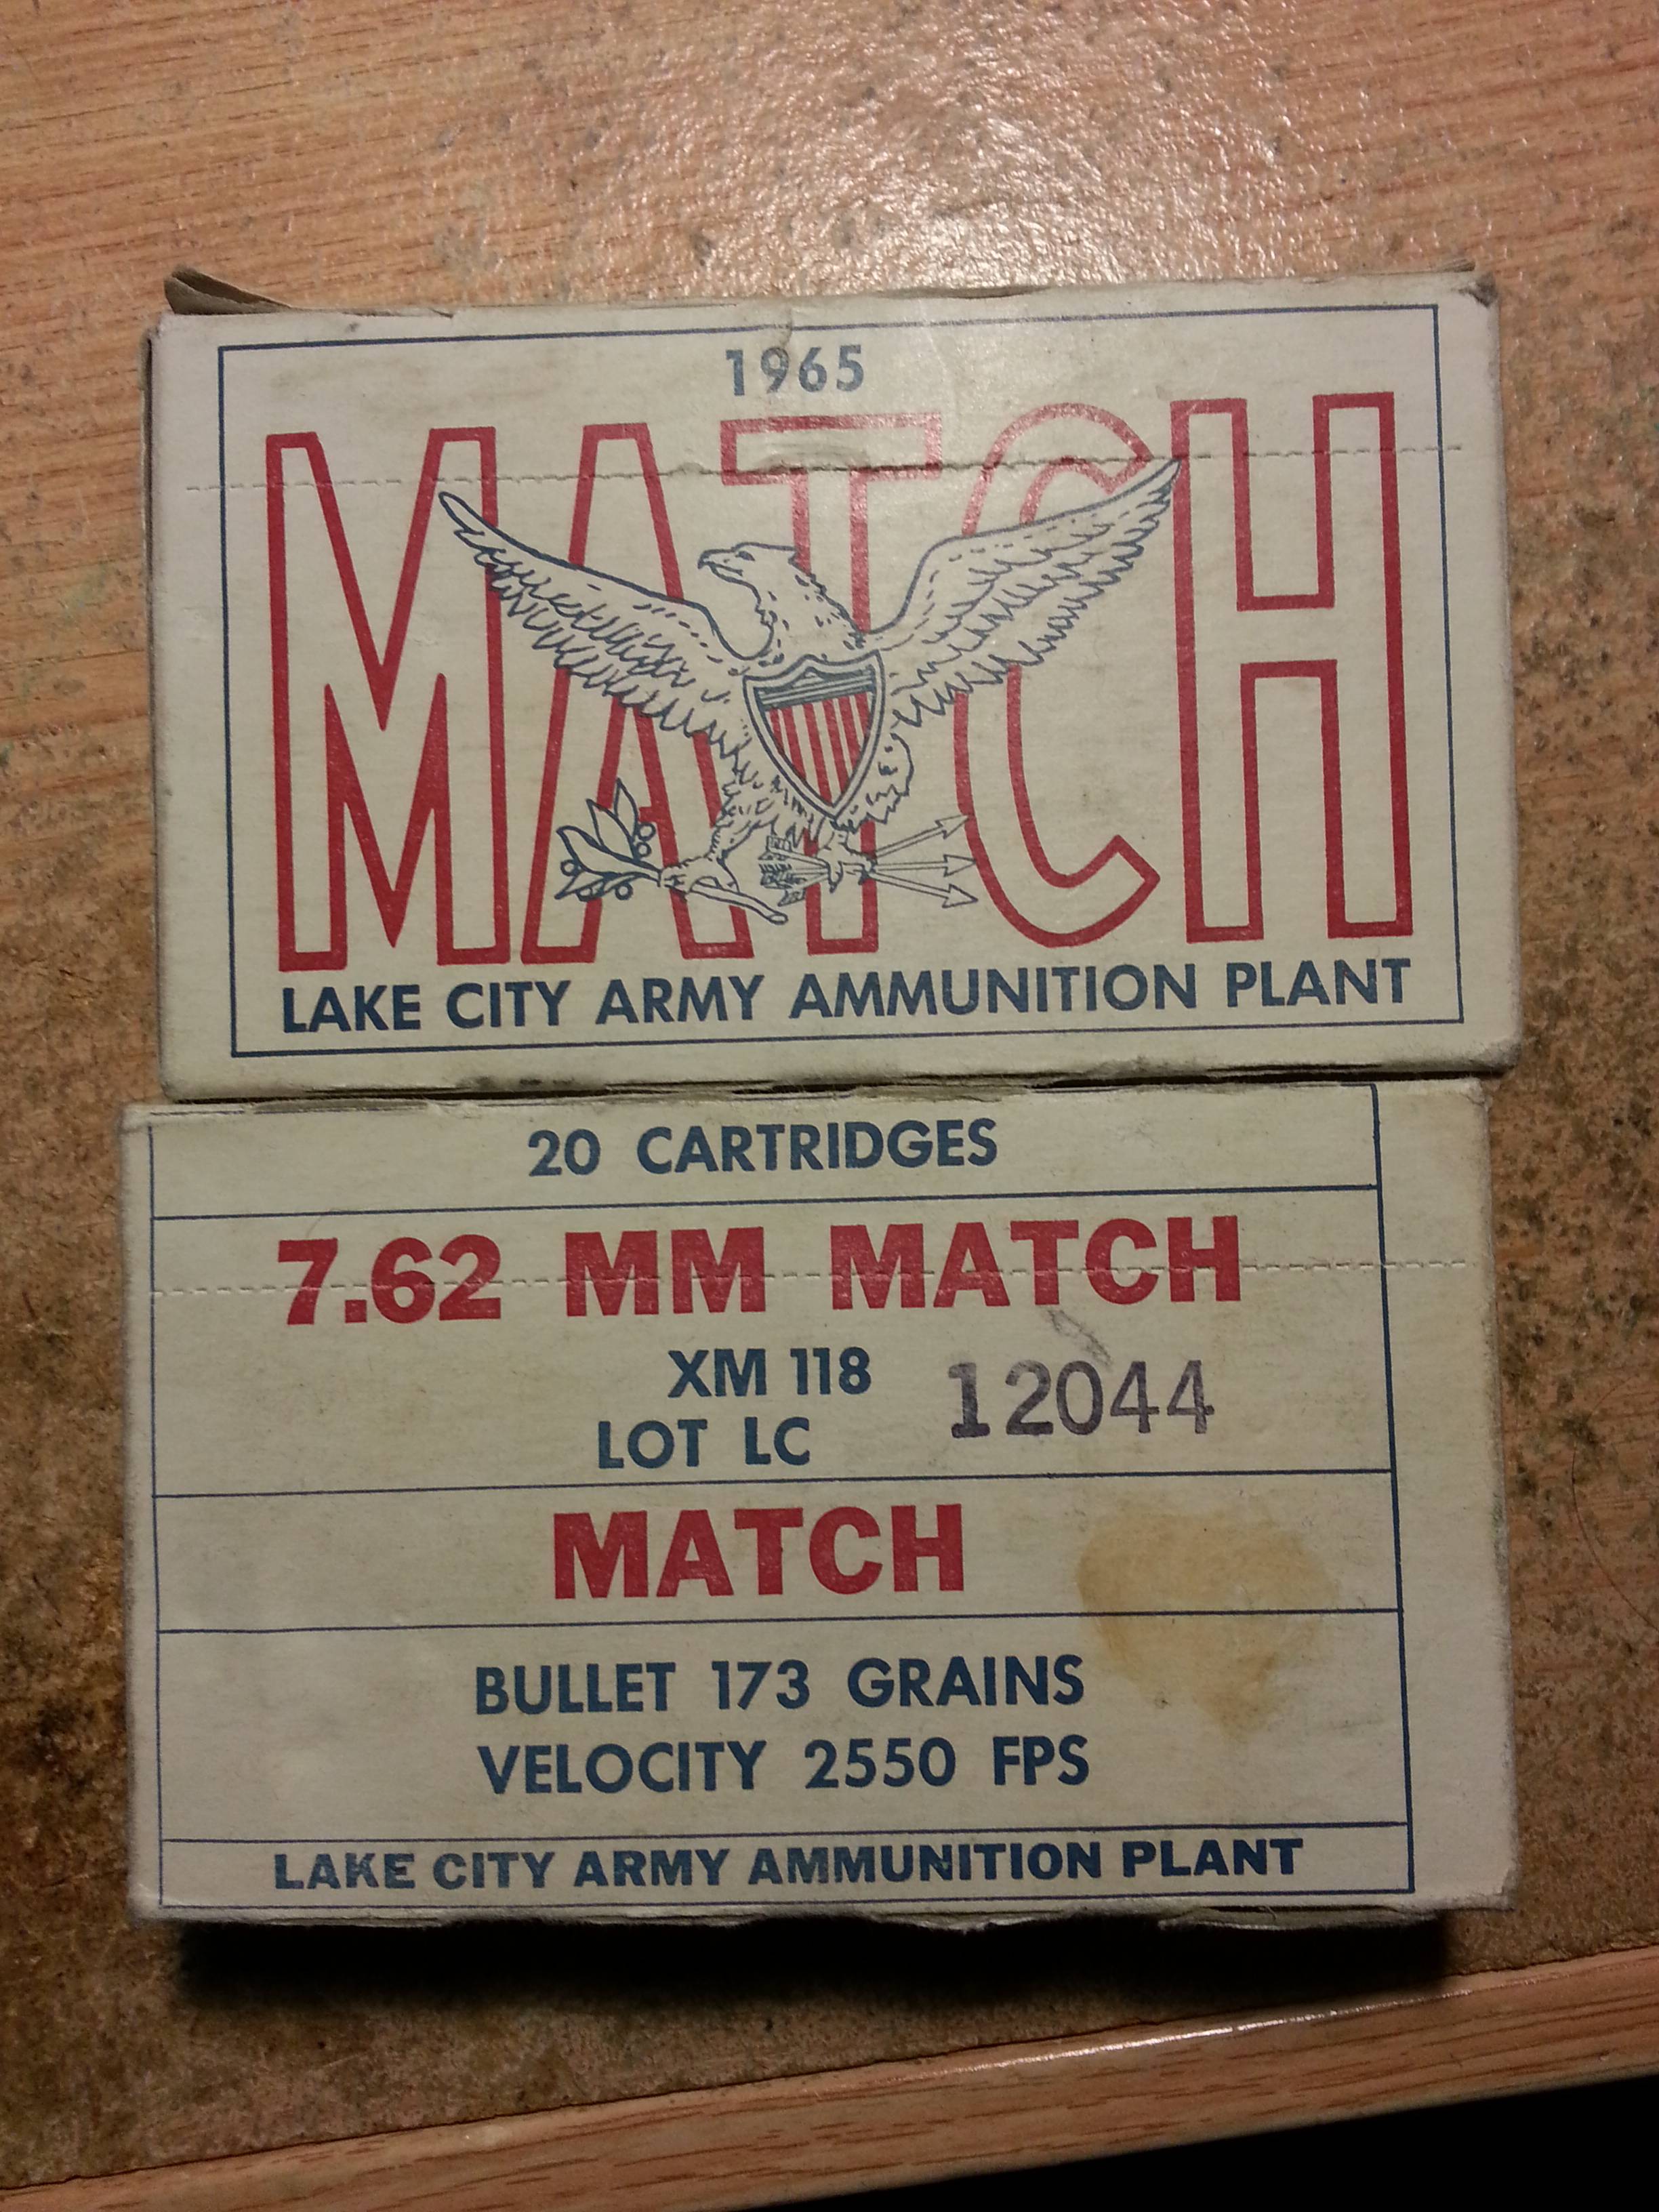 1965
MATCH
LAKE CITY ARMY AMMUNITION PLANT
20 CARTRIDGES
7.62 MM MATCH
XM 118
LOT LC 12044
MATCH
BULLET 173 GRAINS
VELOCITY 2550 FPS
LAKE CITY ARMY AMMUNITION PLANT